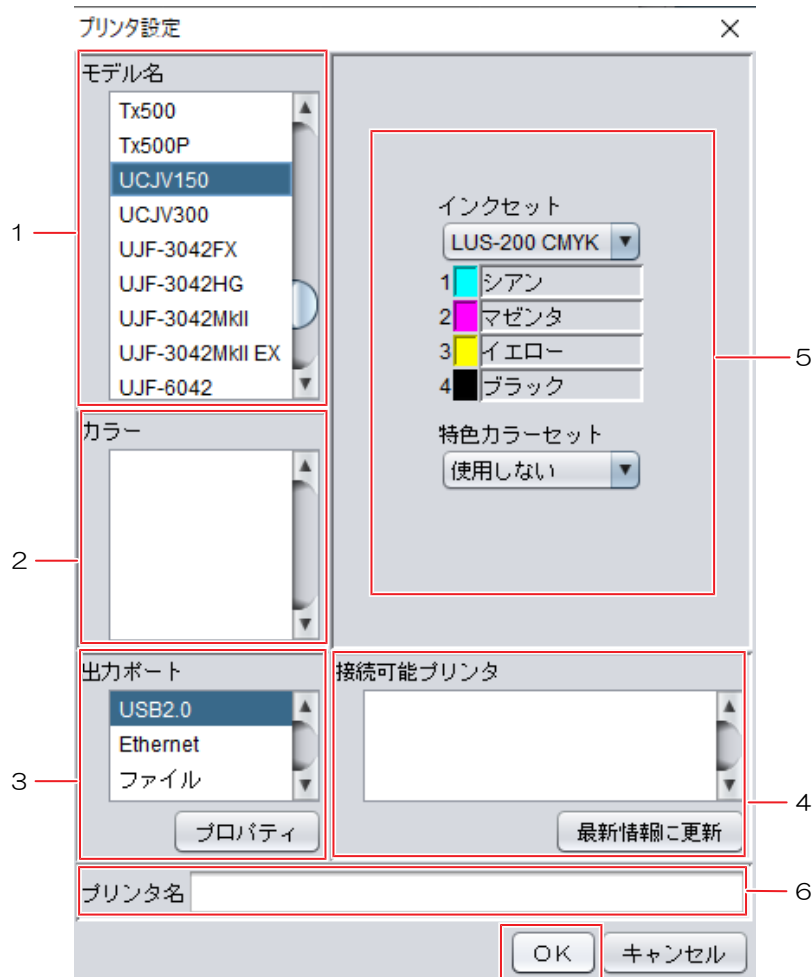 プリンタ設定
モデル名
Tx500
Tx500P
UCJV150
UCJV300
UJF-3042FX
UJF-3042HG
UJF-3042MkII
UJF-3042MkII EX
UJF-6042
1
カラー
2
出力ポート
USB2.0
Ethernet
ファイル
プロパティ
3
インクセット
LUS-200 CMYK
1 シアン
2 マゼンタ
3 イエロー
4 ブラック
特色カラーセット
使用しない
5
接続可能プリンタ
最新情報に更新
4
プリンタ名
6
OK
キャンセル